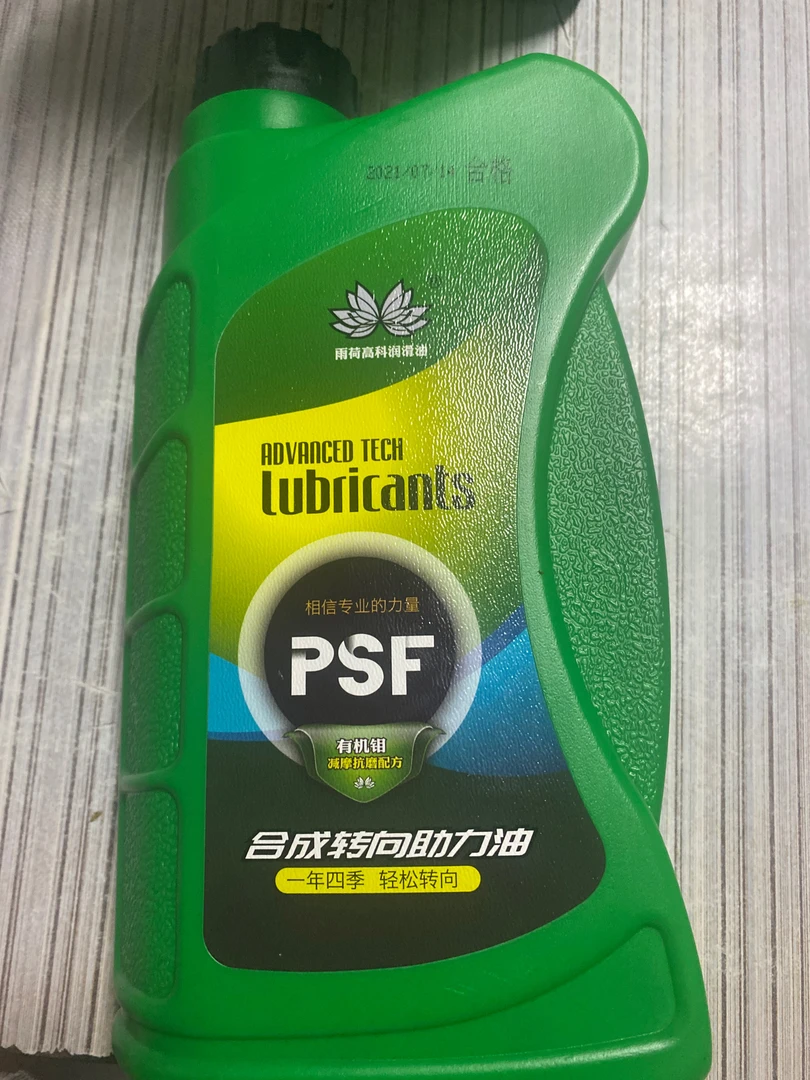 2021/07/14 合格
®
雨荷高科润滑油
ADVANCED TECH
lubricants
相信专业的力量
PSF
有机钼
减摩抗磨配方
合成转向助力油
一年四季 轻松转向